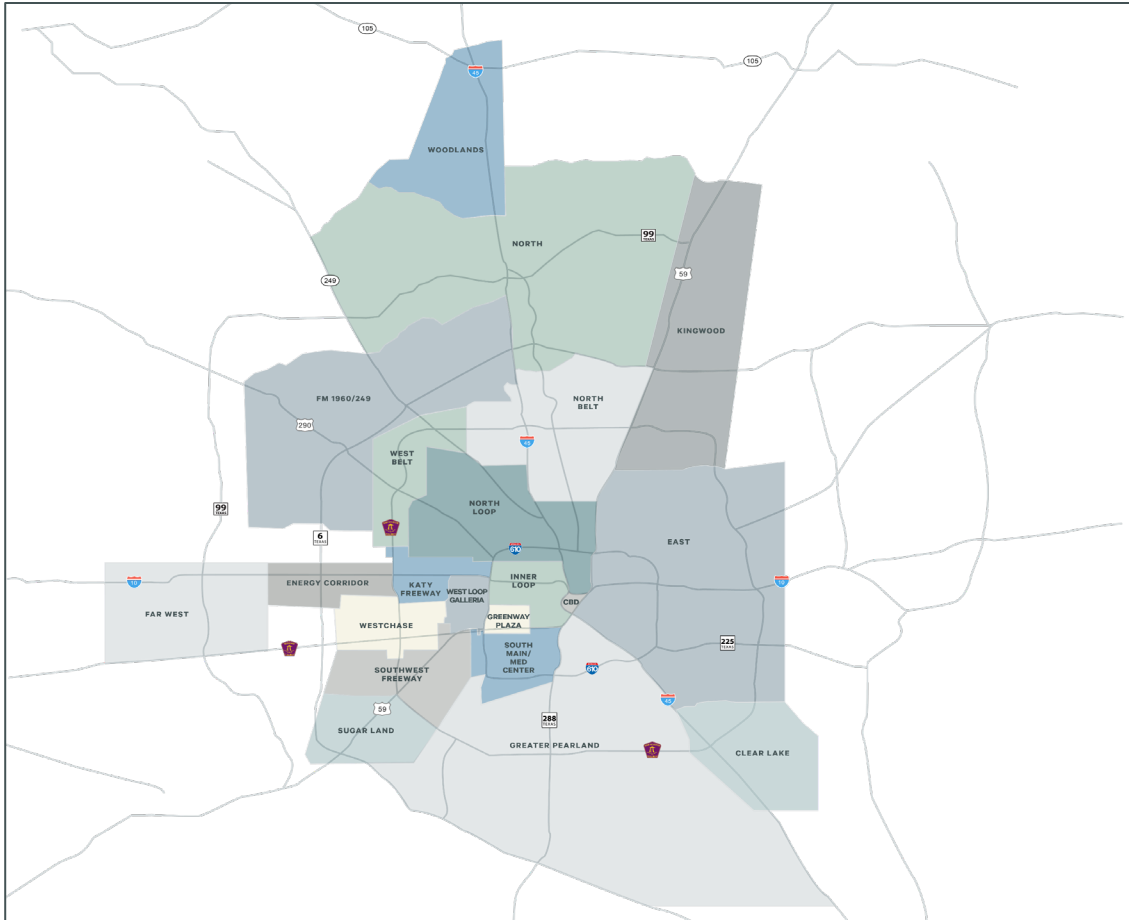 105
45
105
WOODLANDS
NORTH
99
TEXAS
59
249
KINGWOOD
FM 1960/249
NORTH
BELT
290
45
WEST
BELT
NORTH
LOOP
99
TEXAS
6
TEXAS
610
EAST
10
ENERGY CORRIDOR
KATY
FREEWAY
WEST LOOP
GALLERIA
INNER
LOOP
10
CBD
FAR WEST
GREENWAY
PLAZA
WESTCHASE
225
TEXAS
SOUTH
MAIN/
MED
CENTER
SOUTHWEST
FREEWAY
610
45
59
288
TEXAS
SUGAR LAND
GREATER PEARLAND
CLEAR LAKE